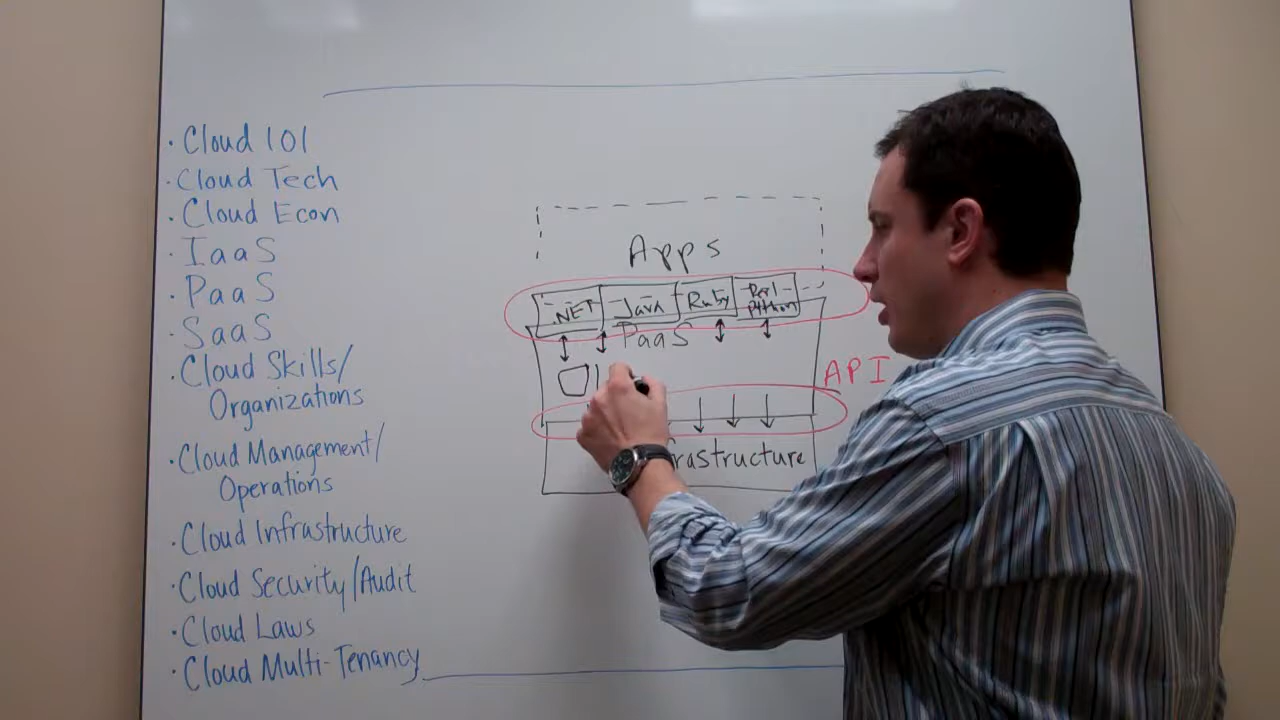 · Cloud 101
· Cloud Tech
· Cloud Econ
· IaaS
· PaaS
· SaaS
· Cloud Skills/
Organizations
· Cloud Management/
Operations
· Cloud Infrastructure
· Cloud Security/Audit
· Cloud Laws
· Cloud Multi-Tenancy
Apps
.NET Java Ruby Perl-
Python
PaaS
API
rastructure